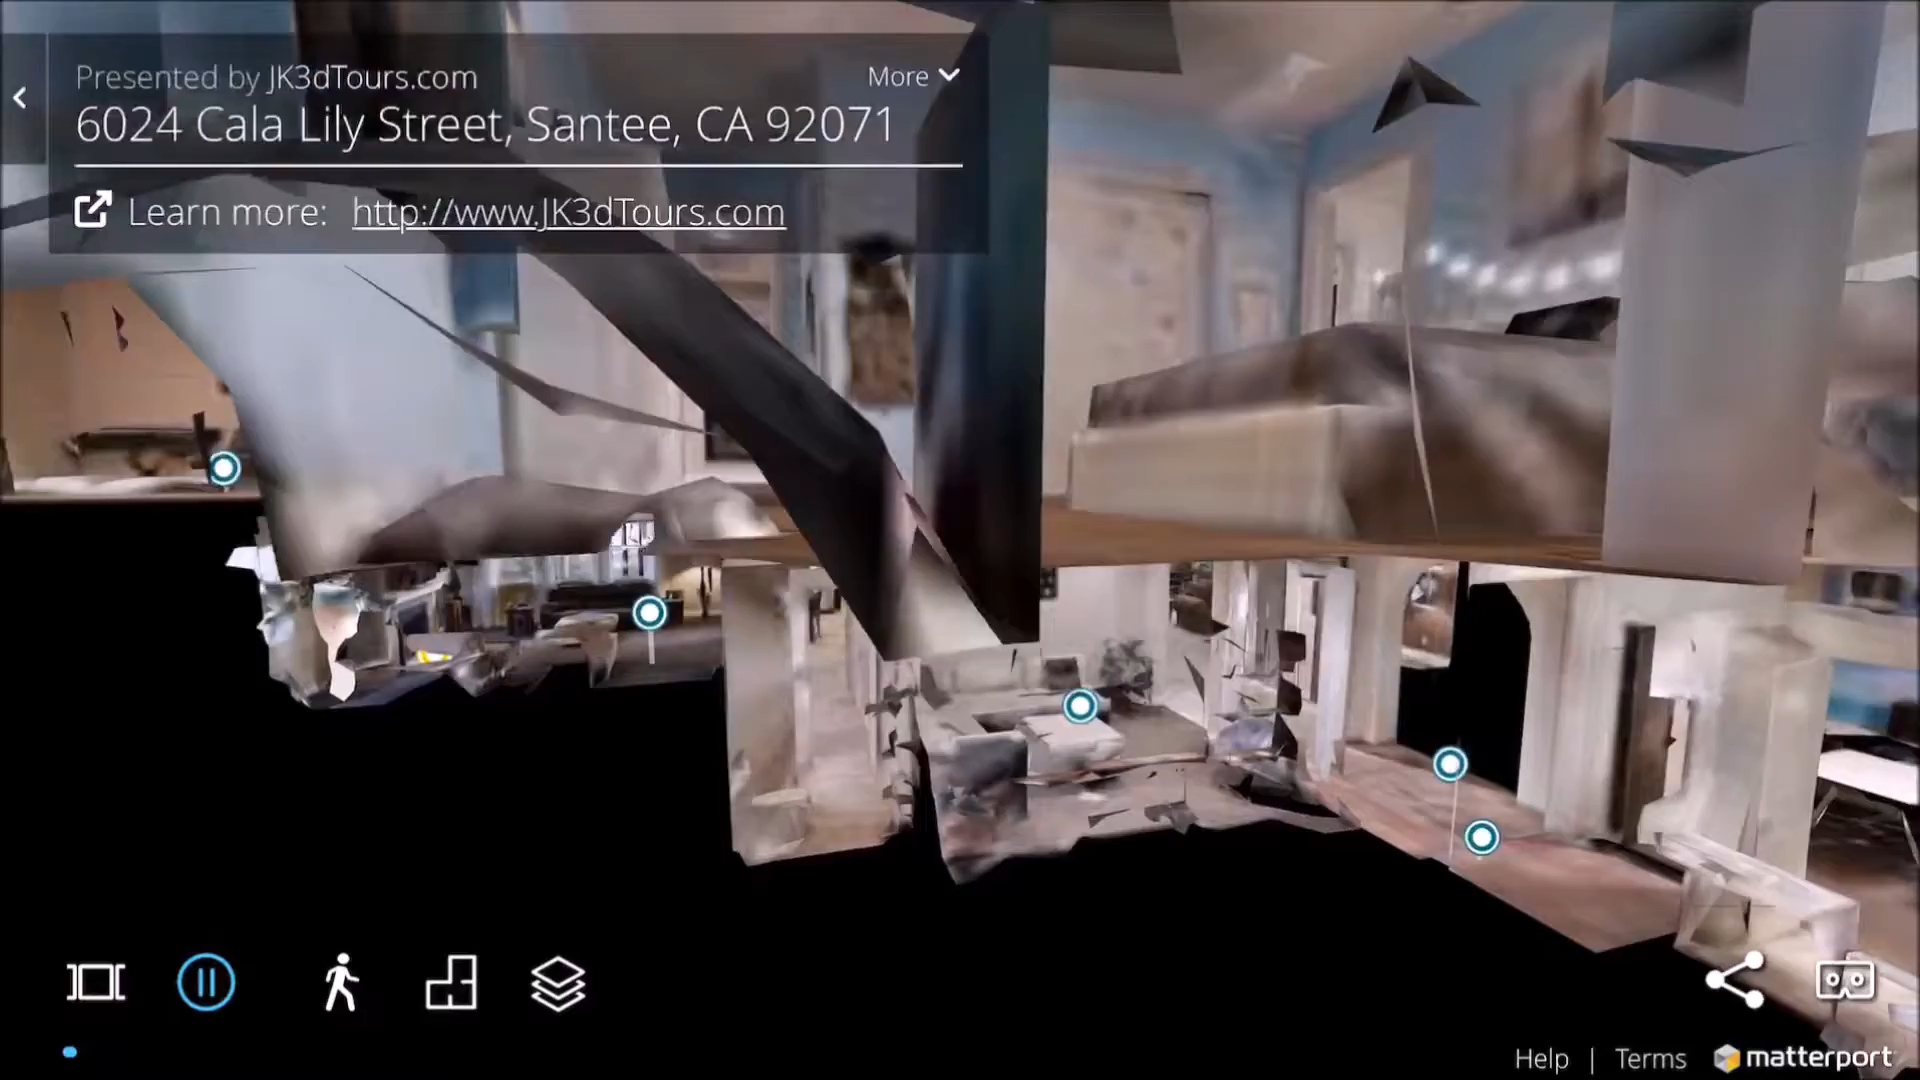 Presented by JK3dTours.com
More
6024 Cala Lily Street, Santee, CA 92071
Learn more: http://www.JK3dTours.com
Help | Terms matterport